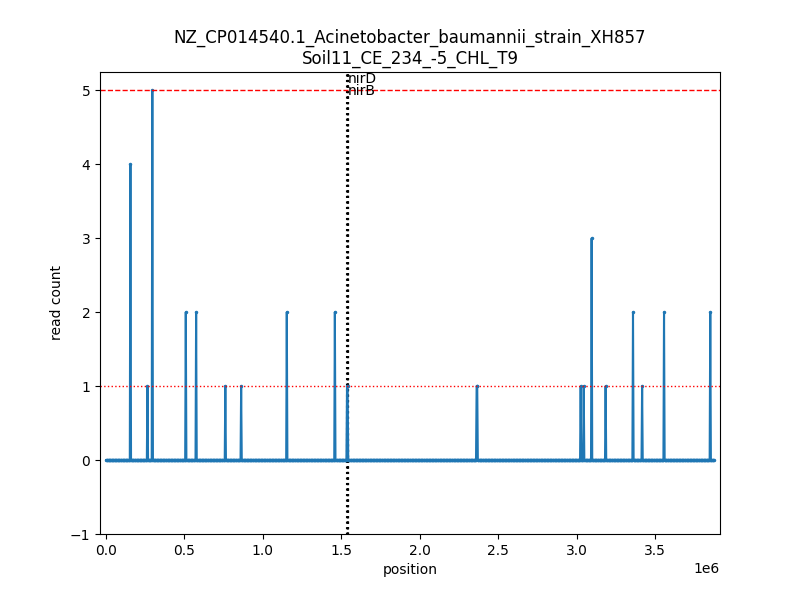 NZ_CP014540.1_Acinetobacter_baumannii_strain_XH857
Soil11_CE_234_-5_CHL_T9
nirD
nirB
5
4
3
2
1
0
−1
read count
0.0 0.5 1.0 1.5 2.0 2.5 3.0 3.5
1e6
position